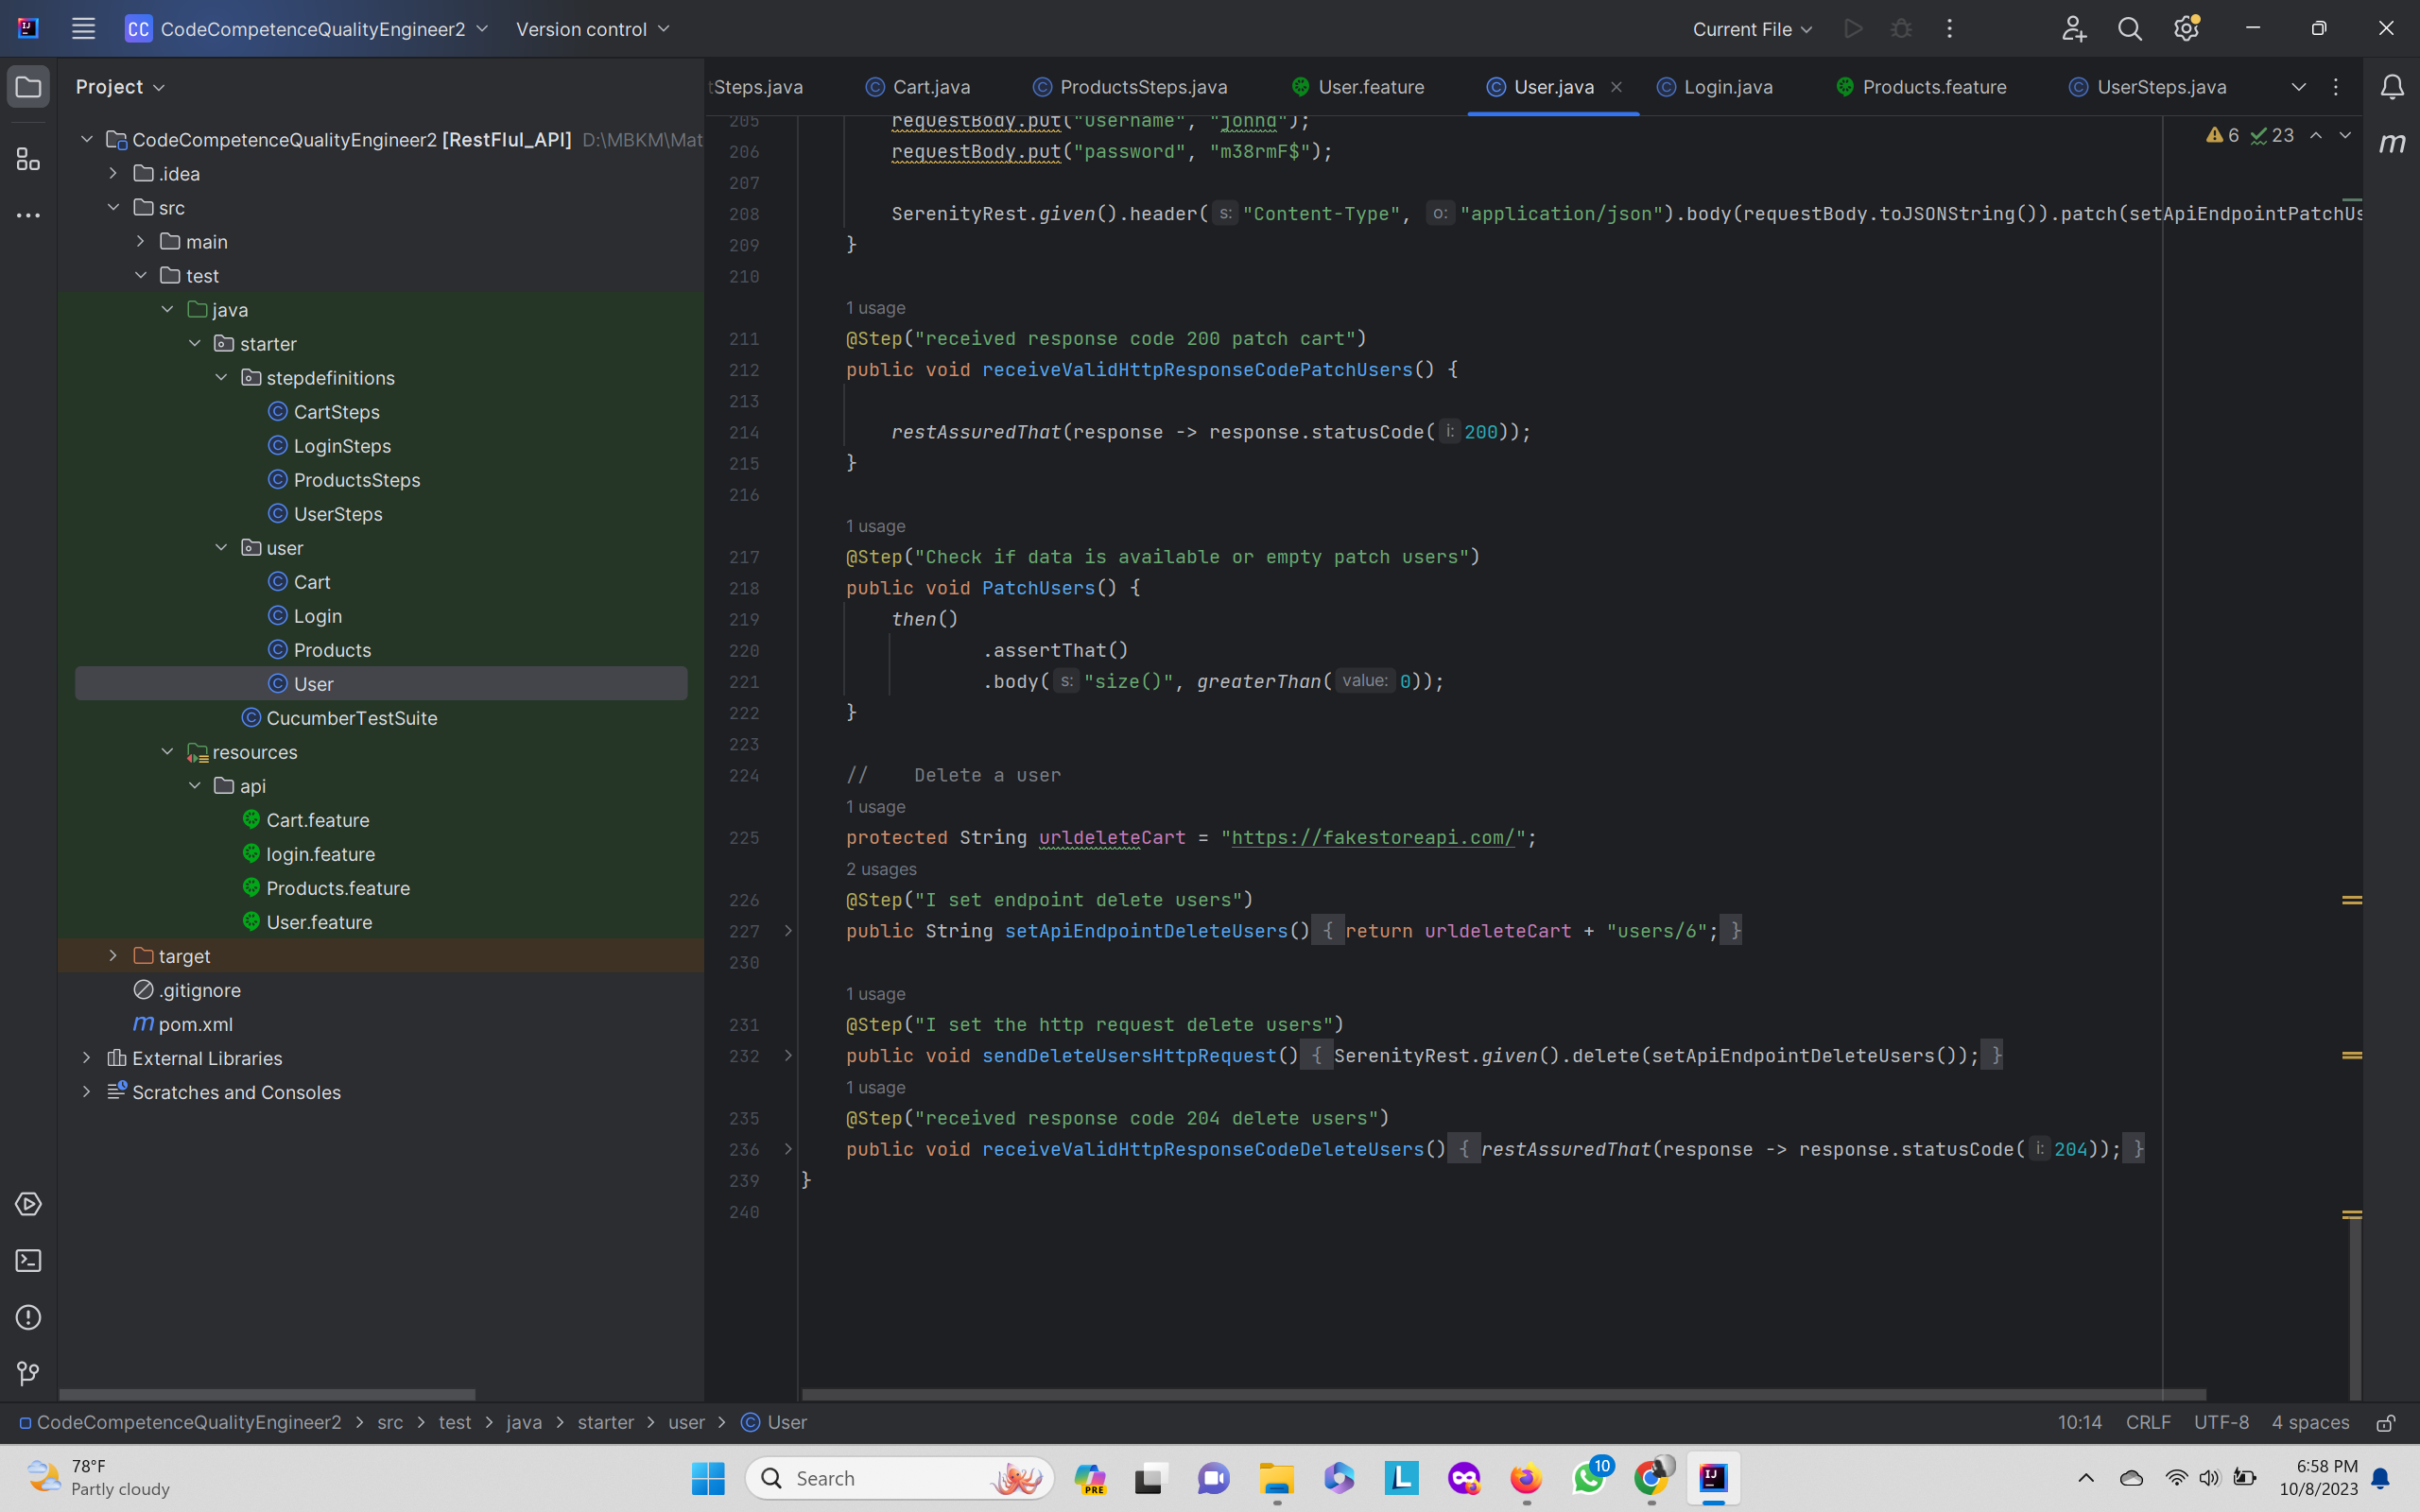 CC CodeCompetenceQualityEngineer2 Version control Current File
Project
tSteps.java Cart.java ProductsSteps.java User.feature User.java Login.java Products.feature UserSteps.java
CodeCompetenceQualityEngineer2 [RestFlul_API] D:\MBKM\Mat
.idea
src
main
test
java
starter
stepdefinitions
CartSteps
LoginSteps
ProductsSteps
UserSteps
user
Cart
Login
Products
User
CucumberTestSuite
resources
api
Cart.feature
login.feature
Products.feature
User.feature
target
.gitignore
m pom.xml
External Libraries
Scratches and Consoles
6 23
m
205 requestBody.put("username", "johnd");
206 requestBody.put("password", "m38rmF$");
207
208 SerenityRest.given().header( s: "Content-Type", o: "application/json").body(requestBody.toJSONString()).patch(setApiEndpointPatchUs
209 }
210
1 usage
211 @Step("received response code 200 patch cart")
212 public void receiveValidHttpResponseCodePatchUsers() {
213
214 restAssuredThat(response -> response.statusCode( i: 200));
215 }
216
1 usage
217 @Step("Check if data is available or empty patch users")
218 public void PatchUsers() {
219 then()
220 .assertThat()
221 .body( s: "size()", greaterThan( value: 0));
222 }
223
224 // Delete a user
1 usage
225 protected String urldeleteCart = "https://fakestoreapi.com/";
2 usages
226 @Step("I set endpoint delete users")
227 public String setApiEndpointDeleteUsers() { return urldeleteCart + "users/6"; }
230
1 usage
231 @Step("I set the http request delete users")
232 public void sendDeleteUsersHttpRequest() { SerenityRest.given().delete(setApiEndpointDeleteUsers()); }
1 usage
235 @Step("received response code 204 delete users")
236 public void receiveValidHttpResponseCodeDeleteUsers() { restAssuredThat(response -> response.statusCode( i: 204)); }
239 }
240
CodeCompetenceQualityEngineer2 > src > test > java > starter > user > User 10:14 CRLF UTF-8 4 spaces
78°F
Partly cloudy
Search
PRE
L
10
IJ
6:58 PM
10/8/2023